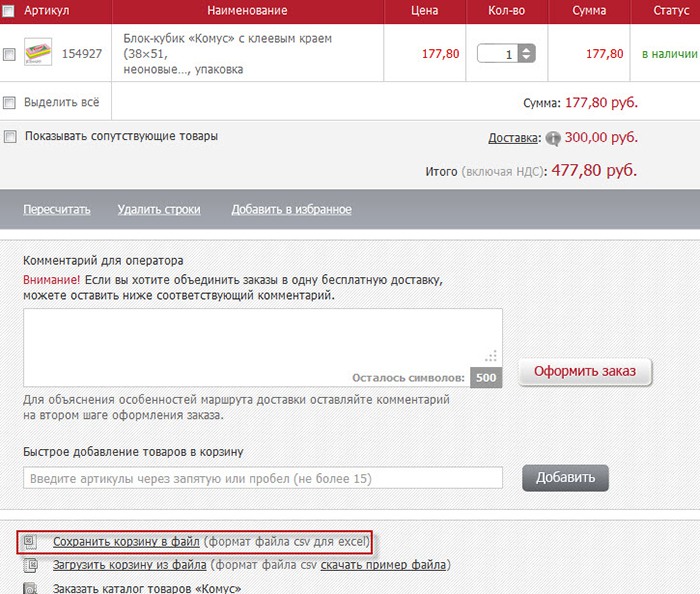 Артикул Наименование Цена Кол-во Сумма Статус
Блок-кубик «Комус» с клеевым краем
154927 (38×51, 177,80 1 177,80 в наличии
неоновые..., упаковка
Выделить всё Сумма: 177,80 руб.
Показывать сопутствующие товары Доставка: 300,00 руб.
Итого (включая НДС): 477,80 руб.
Пересчитать Удалить строки Добавить в избранное
Комментарий для оператора
Внимание! Если вы хотите объединить заказы в одну бесплатную доставку,
можете оставить ниже соответствующий комментарий.
Осталось символов: 500
Оформить заказ
Для объяснения особенностей маршрута доставки оставляйте комментарий
на втором шаге оформления заказа.
Быстрое добавление товаров в корзину
Введите артикулы через запятую или пробел (не более 15) Добавить
Сохранить корзину в файл (формат файла csv для excel)
Загрузить корзину из файла (формат файла csv скачать пример файла)
Заказать каталог товаров «Комус»